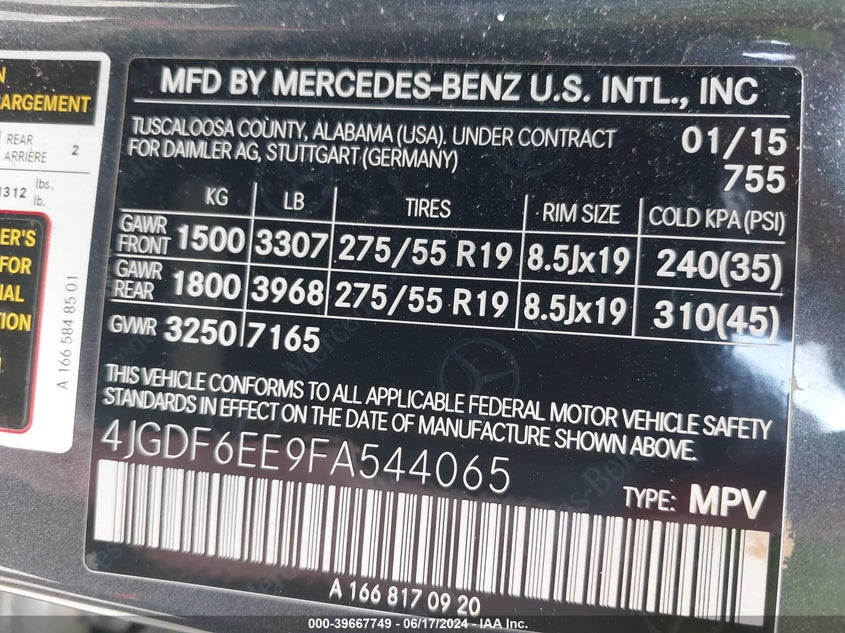 N
ARGEMENT
REAR
ARRIÈRE 2
1312 lbs.
lb.
ER'S
FOR
IAL
TION
A 166 584 85 01
MFD BY MERCEDES-BENZ U.S. INTL., INC
TUSCALOOSA COUNTY, ALABAMA (USA). UNDER CONTRACT
FOR DAIMLER AG, STUTTGART (GERMANY)
01/15
755
KG LB TIRES RIM SIZE COLD KPA (PSI)
GAWR FRONT 1500 3307 275/55 R19 8.5Jx19 240(35)
GAWR REAR 1800 3968 275/55 R19 8.5Jx19 310(45)
GVWR 3250 7165
THIS VEHICLE CONFORMS TO ALL APPLICABLE FEDERAL MOTOR VEHICLE SAFETY
STANDARDS IN EFFECT ON THE DATE OF MANUFACTURE SHOWN ABOVE.
4JGDF6EE9FA544065
TYPE: MPV
A 166 817 09 20
000-39667749 - 06/17/2024 - IAA Inc.